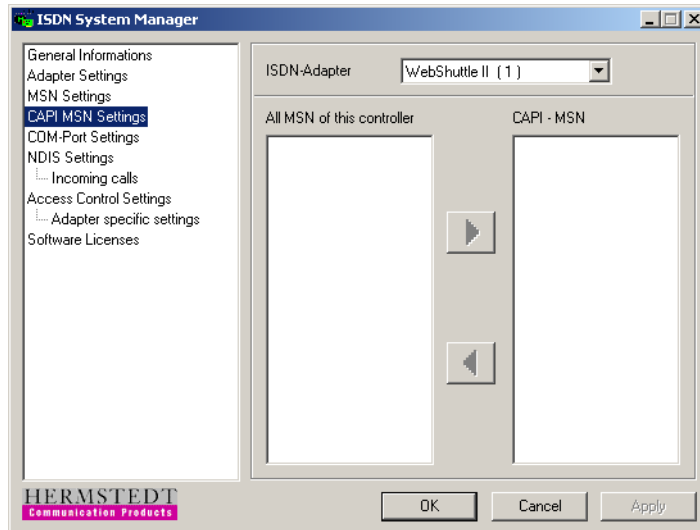 ISDN System Manager
General Informations
Adapter Settings
MSN Settings
CAPI MSN Settings
COM-Port Settings
NDIS Settings
Incoming calls
Access Control Settings
Adapter specific settings
Software Licenses
ISDN-Adapter
WebShuttle II ( 1 )
All MSN of this controller
CAPI - MSN
HERMSTEDT
Communication Products
OK
Cancel
Apply